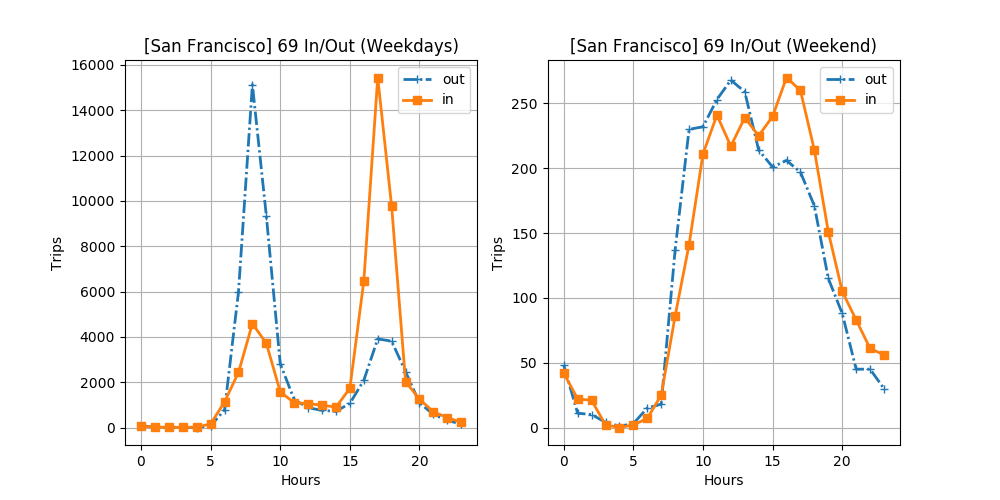 [San Francisco] 69 In/Out (Weekdays)
16000
14000
12000
10000
8000
6000
4000
2000
0
Trips
0 5 10 15 20
Hours
out
in
[San Francisco] 69 In/Out (Weekend)
250
200
150
100
50
0
Trips
0 5 10 15 20
Hours
out
in